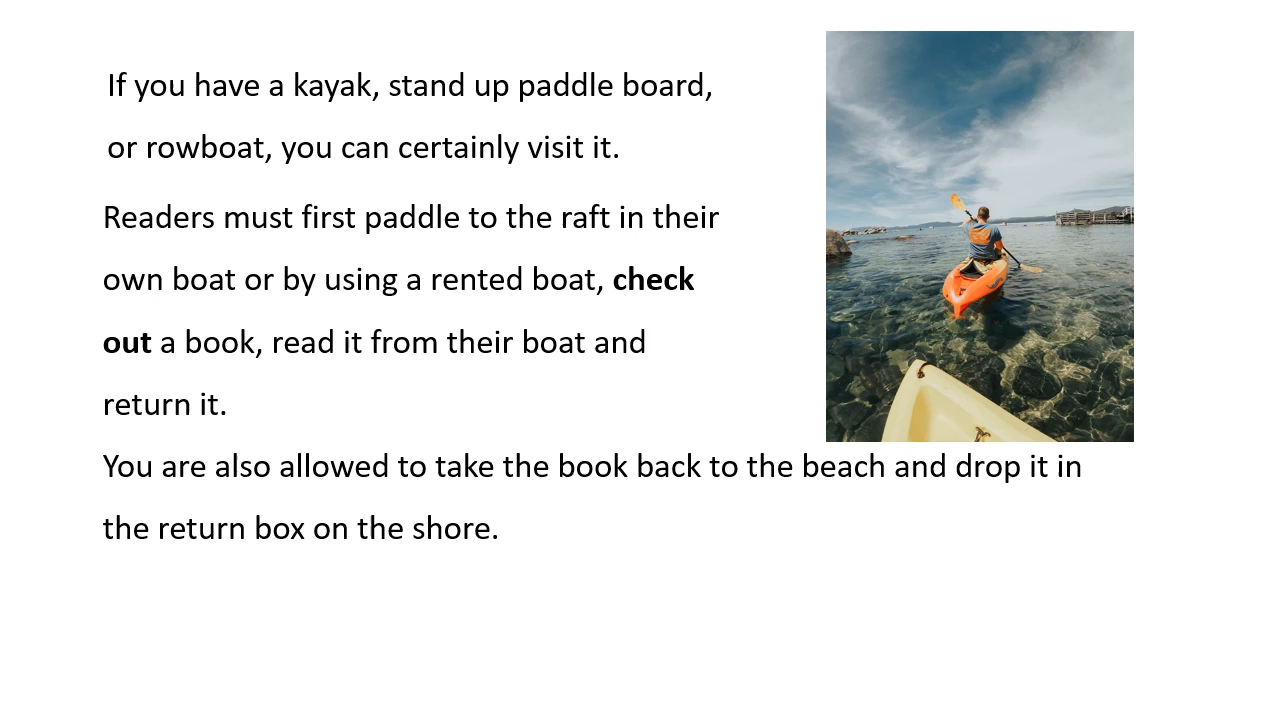 If you have a kayak, stand up paddle board,
or rowboat, you can certainly visit it.
Readers must first paddle to the raft in their
own boat or by using a rented boat, check
out a book, read it from their boat and
return it.
You are also allowed to take the book back to the beach and drop it in
the return box on the shore.